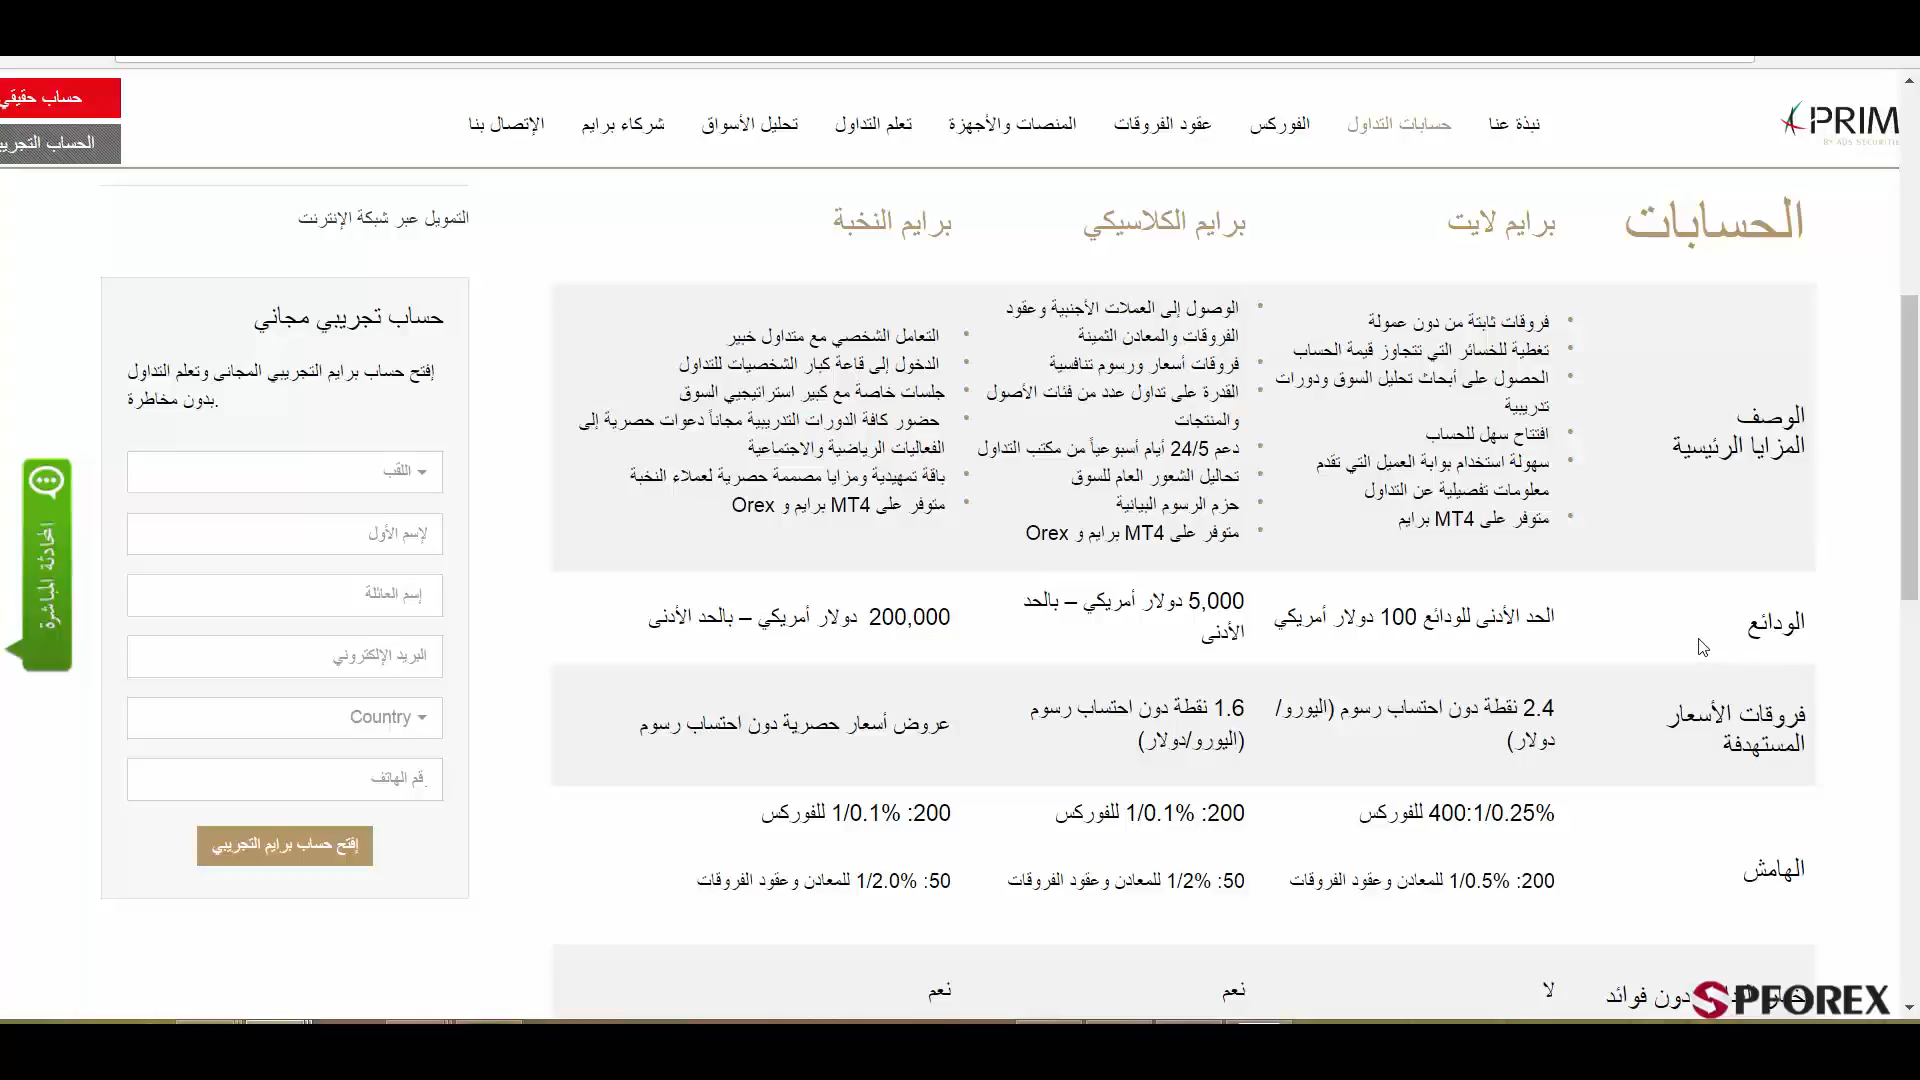 PRIM
BY ADS SECURITIE
نبذة عنا
حسابات التداول
الفوركس
عقود الفروقات
المنصات والأجهزة
تعلم التداول
تحليل الأسواق
شركاء برايم
الإتصال بنا
حساب حقيقي
الحساب التجريبي
الحسابات
برايم لايت
برايم الكلاسيكي
برايم النخبة
الوصف
المزايا الرئيسية
فروقات ثابتة من دون عمولة
تغطية للخسائر التي تتجاوز قيمة الحساب
الحصول على أبحاث تحليل السوق ودورات
تدريبية
افتتاح سهل للحساب
سهولة استخدام بوابة العميل التي تقدم
معلومات تفصيلية عن التداول
متوفر على MT4 برايم
الوصول إلى العملات الأجنبية وعقود
الفروقات والمعادن الثمينة
فروقات أسعار ورسوم تنافسية
القدرة على تداول عدد من فئات الأصول
والمنتجات
دعم 24/5 أيام أسبوعياً من مكتب التداول
تحاليل الشعور العام للسوق
حزم الرسوم البيانية
متوفر على MT4 برايم و Orex
التعامل الشخصي مع متداول خبير
الدخول إلى قاعة كبار الشخصيات للتداول
جلسات خاصة مع كبير استراتيجيي السوق
حضور كافة الدورات التدريبية مجاناً دعوات حصرية إلى
الفعاليات الرياضية والاجتماعية
باقة تمهيدية ومزايا مصممة حصرية لعملاء النخبة
متوفر على MT4 برايم و Orex
الودائع
الحد الأدنى للودائع 100 دولار أمريكي
5,000 دولار أمريكي – بالحد
الأدنى
200,000 دولار أمريكي – بالحد الأدنى
فروقات الأسعار
المستهدفة
2.4 نقطة دون احتساب رسوم (اليورو/
دولار)
1.6 نقطة دون احتساب رسوم
(اليورو/دولار)
عروض أسعار حصرية دون احتساب رسوم
الهامش
400:1/0.25% للفوركس
200: 1/0.1% للفوركس
200: 1/0.1% للفوركس
200: 1/0.5% للمعادن وعقود الفروقات
50: 1/2% للمعادن وعقود الفروقات
50: 1/2.0% للمعادن وعقود الفروقات
دون فوائد
لا
نعم
نعم
التمويل عبر شبكة الإنترنت
حساب تجريبي مجاني
إفتح حساب برايم التجريبي المجانى وتعلم التداول
بدون مخاطرة.
اللقب
لإسم الأول
إسم العائلة
البريد الإلكتروني
Country
قم الهاتف.
إفتح حساب برايم التجريبي
المحادثة المباشرة
SPFOREX